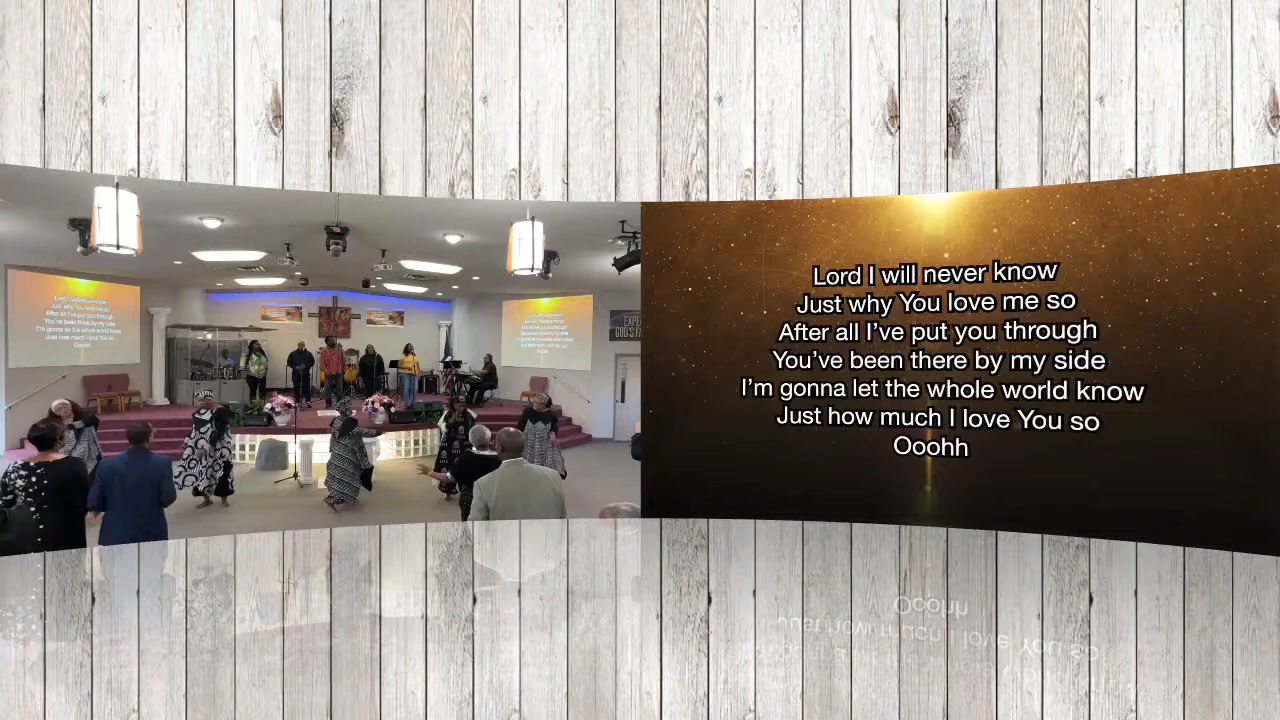 Lord I will never know
Just why You love me so
After all I’ve put you through
You’ve been there by my side
I’m gonna let the whole world know
Just how much I love You so
Ooohh